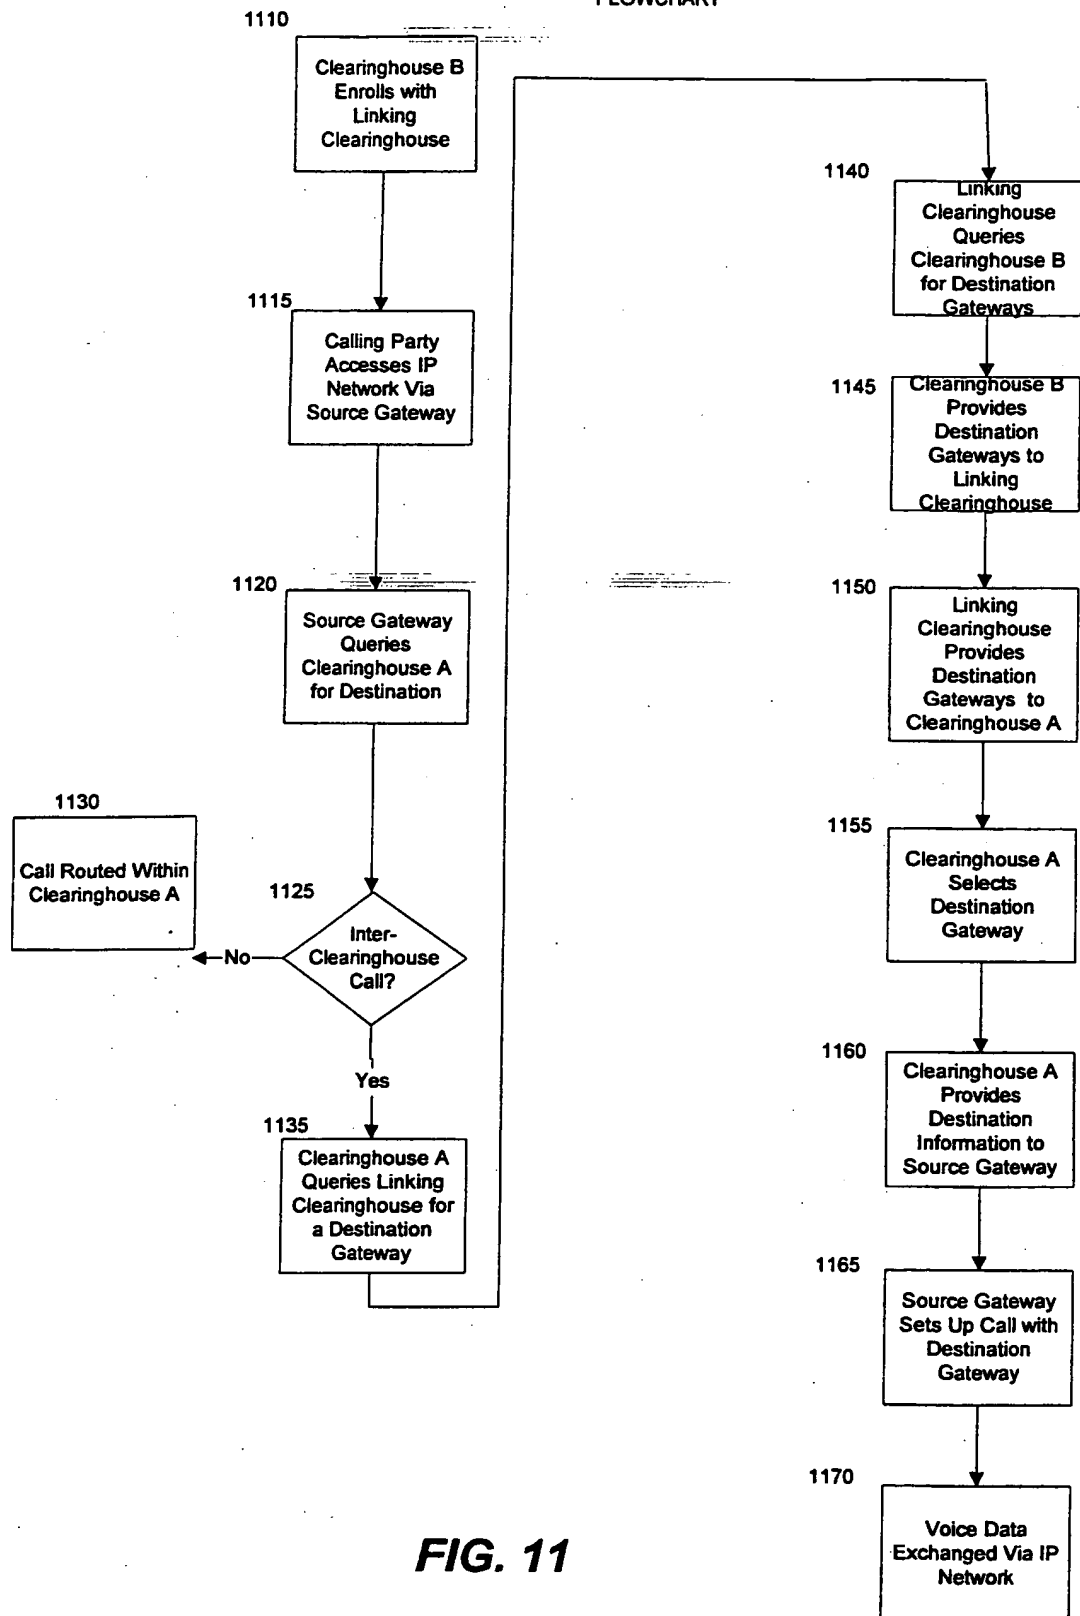 FLOWCHART
1110
Clearinghouse B
Enrolls with
Linking
Clearinghouse
1115
Calling Party
Accesses IP
Network Via
Source Gateway
1120
Source Gateway
Queries
Clearinghouse A
for Destination
1125
Inter-
Clearinghouse
Call?
No
1130
Call Routed Within
Clearinghouse A
Yes
1135
Clearinghouse A
Queries Linking
Clearinghouse for
a Destination
Gateway
1140
Linking
Clearinghouse
Queries
Clearinghouse B
for Destination
Gateways
1145
Clearinghouse B
Provides
Destination
Gateways to
Linking
Clearinghouse
1150
Linking
Clearinghouse
Provides
Destination
Gateways to
Clearinghouse A
1155
Clearinghouse A
Selects
Destination
Gateway
1160
Clearinghouse A
Provides
Destination
Information to
Source Gateway
1165
Source Gateway
Sets Up Call with
Destination
Gateway
1170
Voice Data
Exchanged Via IP
Network
FIG. 11